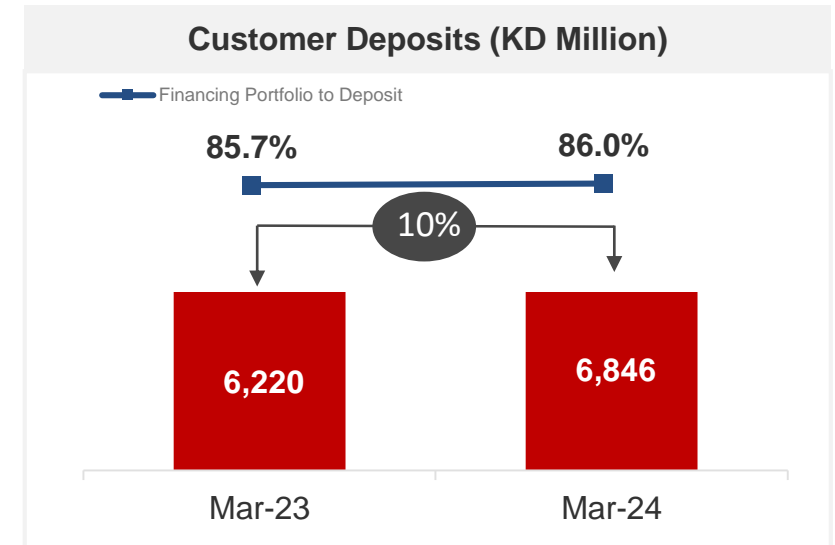 Customer Deposits (KD Million)
Financing Portfolio to Deposit
85.7% 86.0%
10%
6,220 6,846
Mar-23 Mar-24